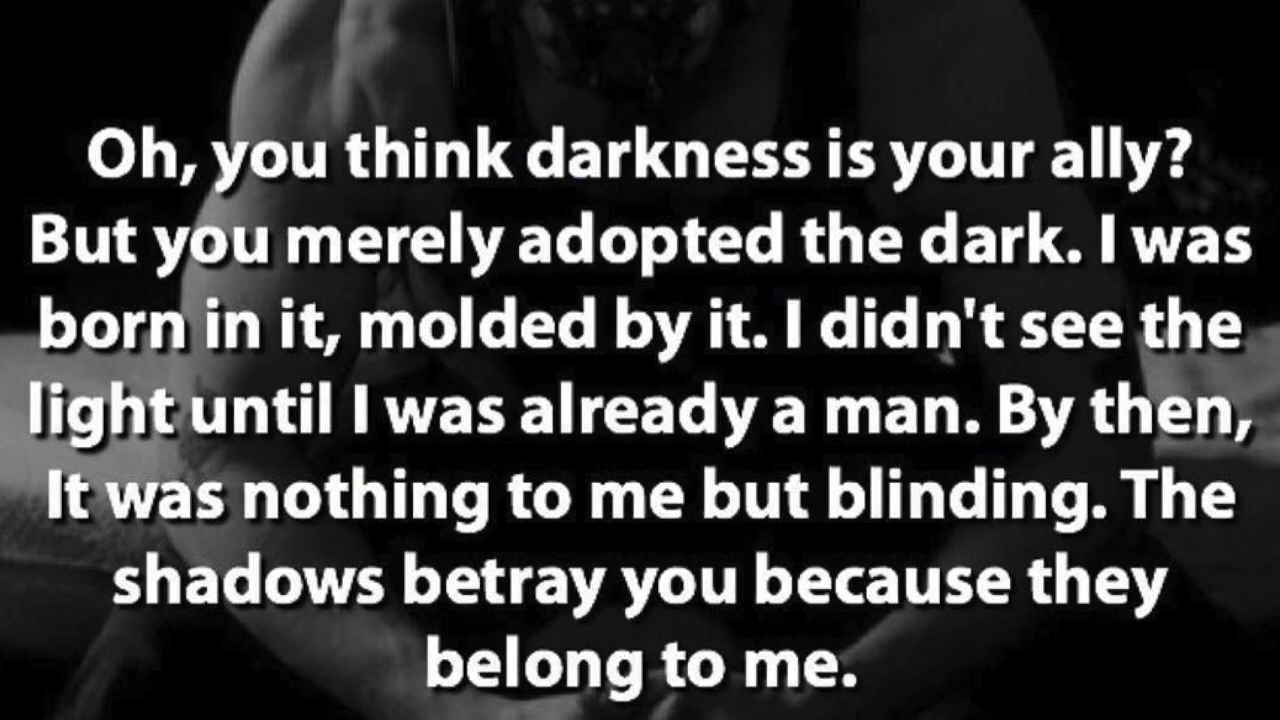 Oh, you think darkness is your ally?
But you merely adopted the dark. I was
born in it, molded by it. I didn't see the
light until I was already a man. By then,
It was nothing to me but blinding. The
shadows betray you because they
belong to me.